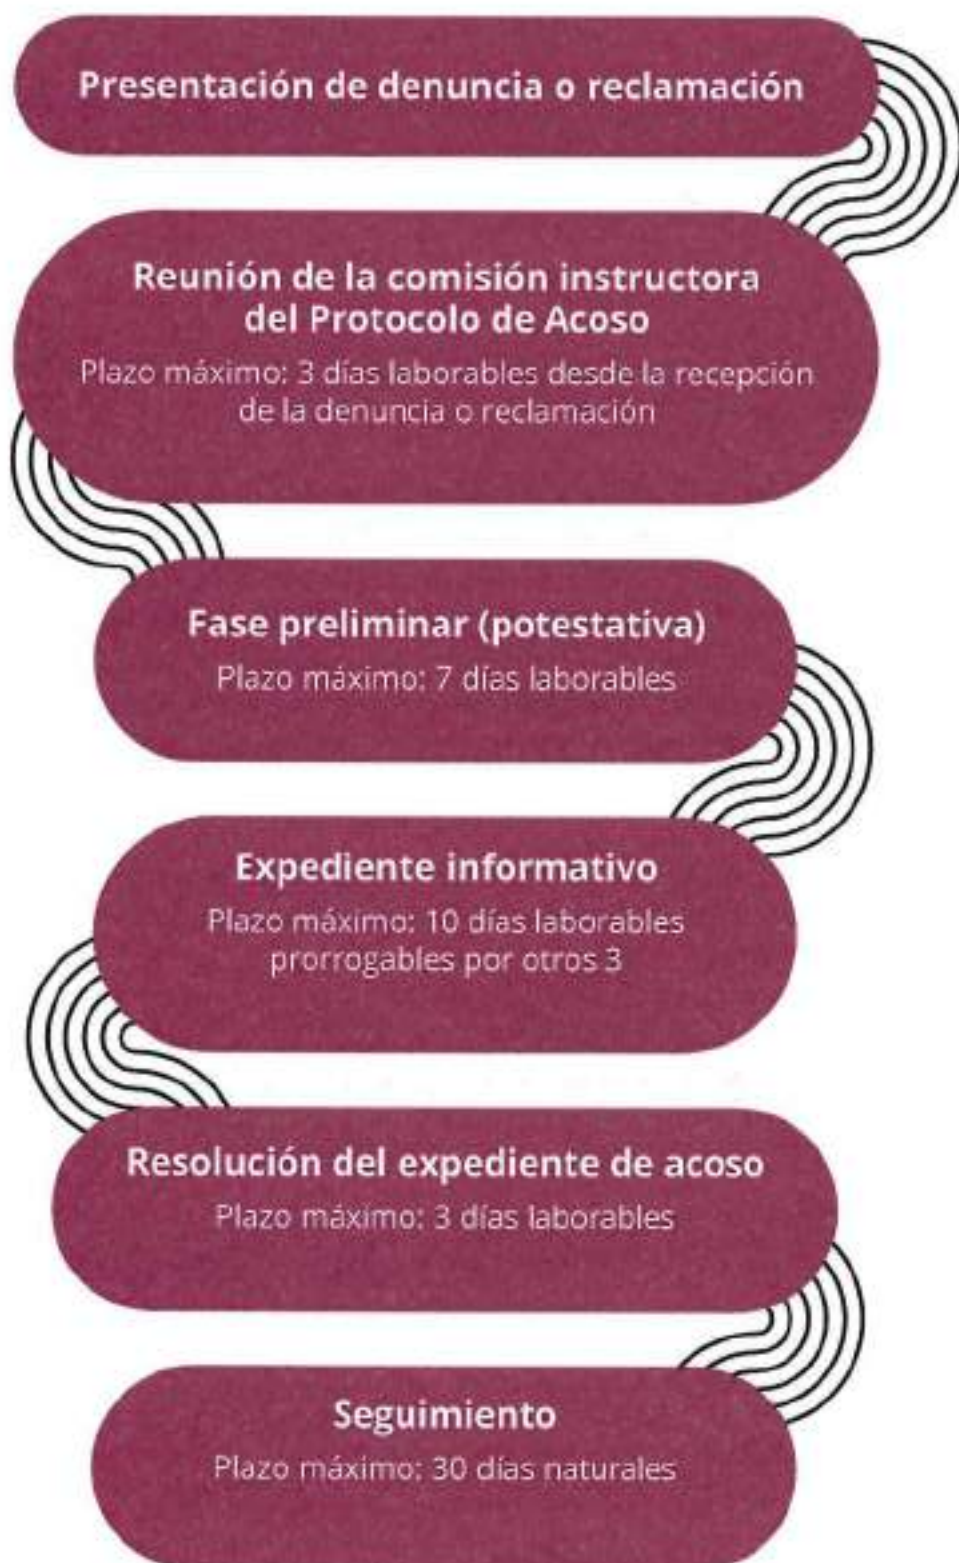 Presentación de denuncia o reclamación
Reunión de la comisión instructora
del Protocolo de Acoso
Plazo máximo: 3 días laborables desde la recepción
de la denuncia o reclamación
Fase preliminar (potestativa)
Plazo máximo: 7 días laborables
Expediente informativo
Plazo máximo: 10 días laborables
prorrogables por otros 3
Resolución del expediente de acoso
Plazo máximo: 3 días laborables
Seguimiento
Plazo máximo: 30 días naturales